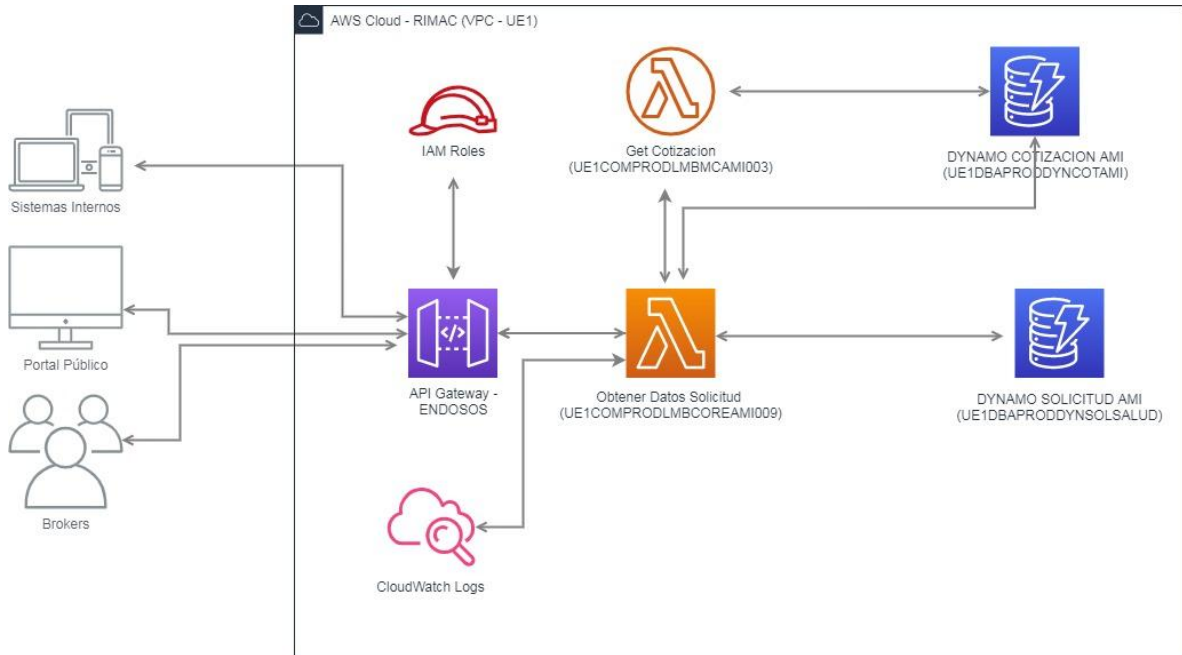 AWS Cloud - RIMAC (VPC - UE1)
IAM Roles
Get Cotizacion
(UE1COMPRODLMBMCAMI003)
DYNAMO COTIZACION AMI
(UE1DBAPRODDYNCOTAMI)
Sistemas Internos
Portal Público
API Gateway -
ENDOSOS
Obtener Datos Solicitud
(UE1COMPRODLMBCOREAMI009)
DYNAMO SOLICITUD AMI
(UE1DBAPRODDYNSOLSALUD)
Brokers
CloudWatch Logs